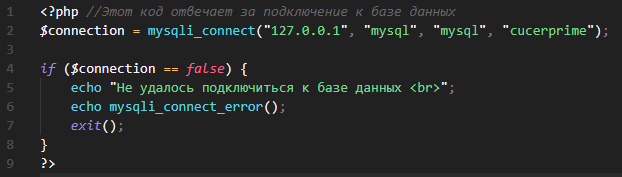 1 <?php //Этот код отвечает за подключение к базе данных
2 $connection = mysqli_connect("127.0.0.1", "mysql", "mysql", "cucerprime");
3
4 if ($connection == false) {
5 echo "Не удалось подключиться к базе данных <br>";
6 echo mysqli_connect_error();
7 exit();
8 }
9 ?>